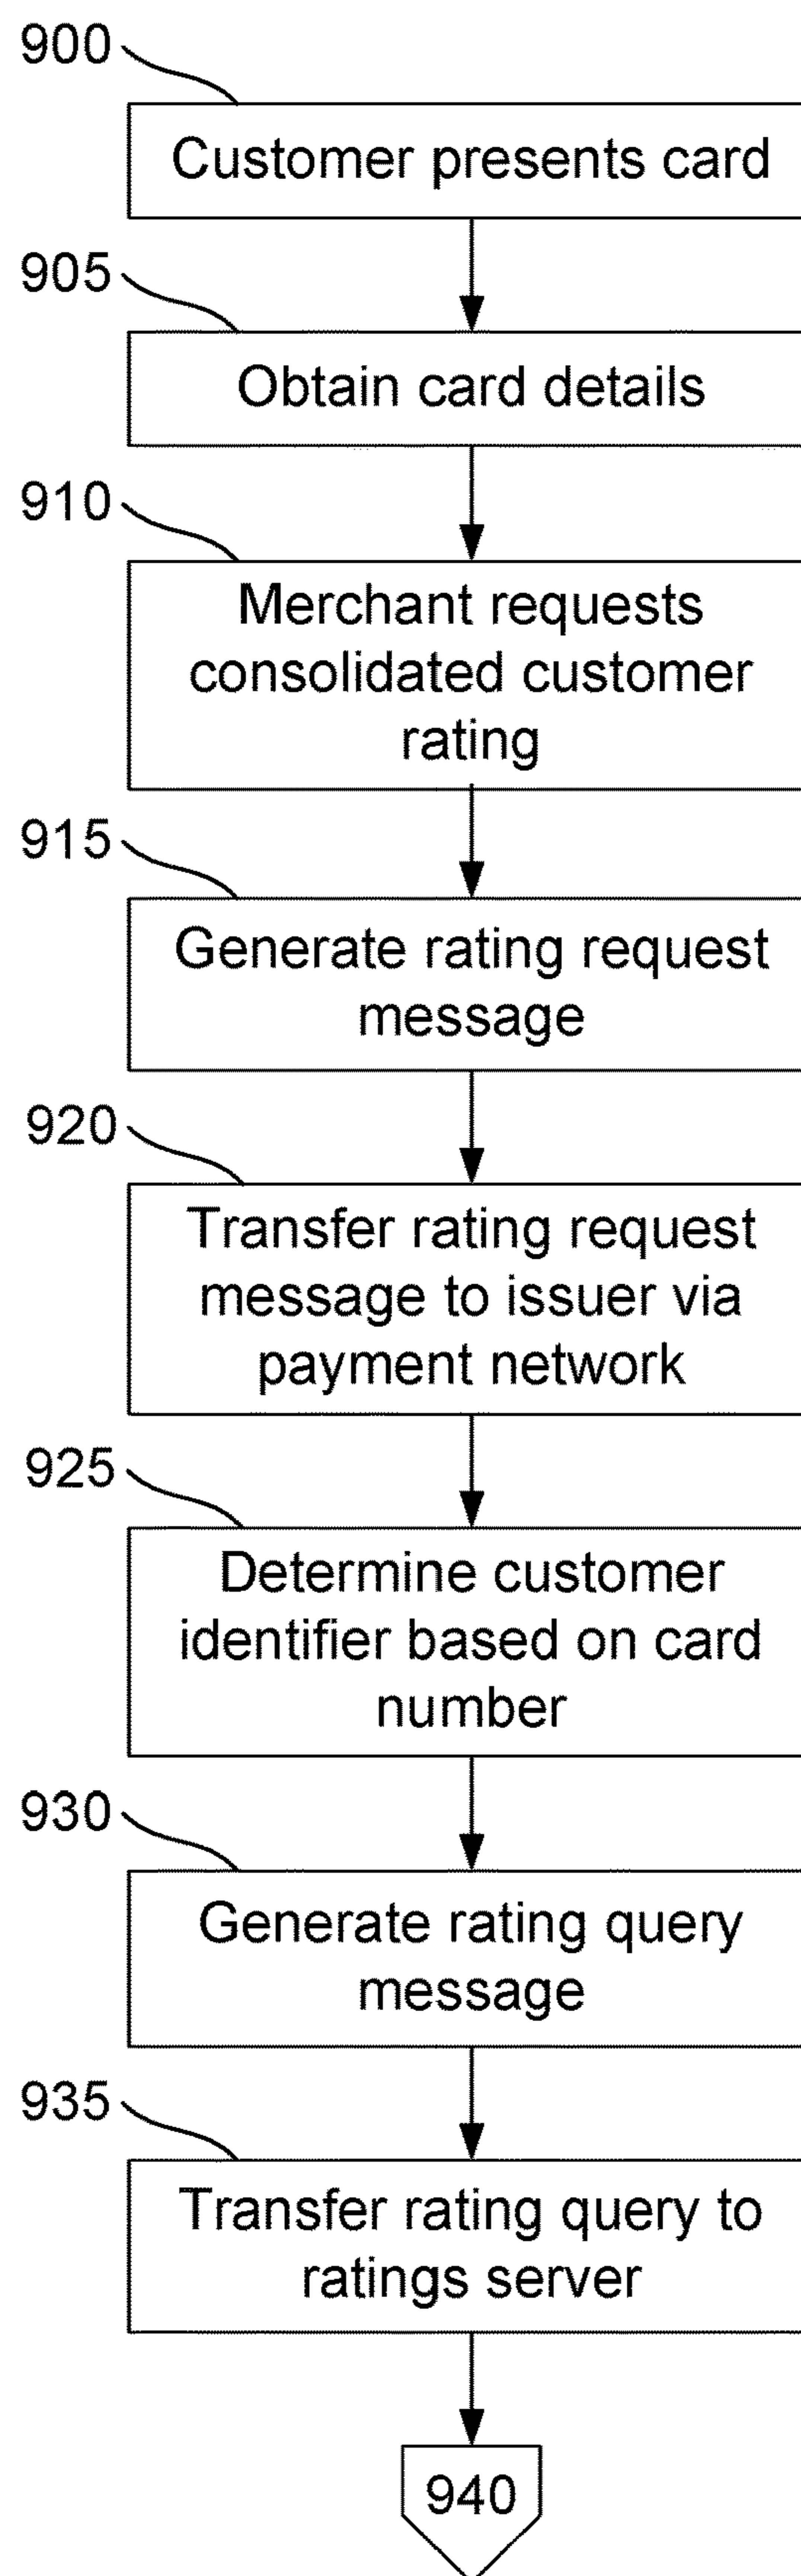 900
Customer presents card
905
Obtain card details
910
Merchant requests
consolidated customer
rating
915
Generate rating request
message
920
Transfer rating request
message to issuer via
payment network
925
Determine customer
identifier based on card
number
930
Generate rating query
message
935
Transfer rating query to
ratings server
940